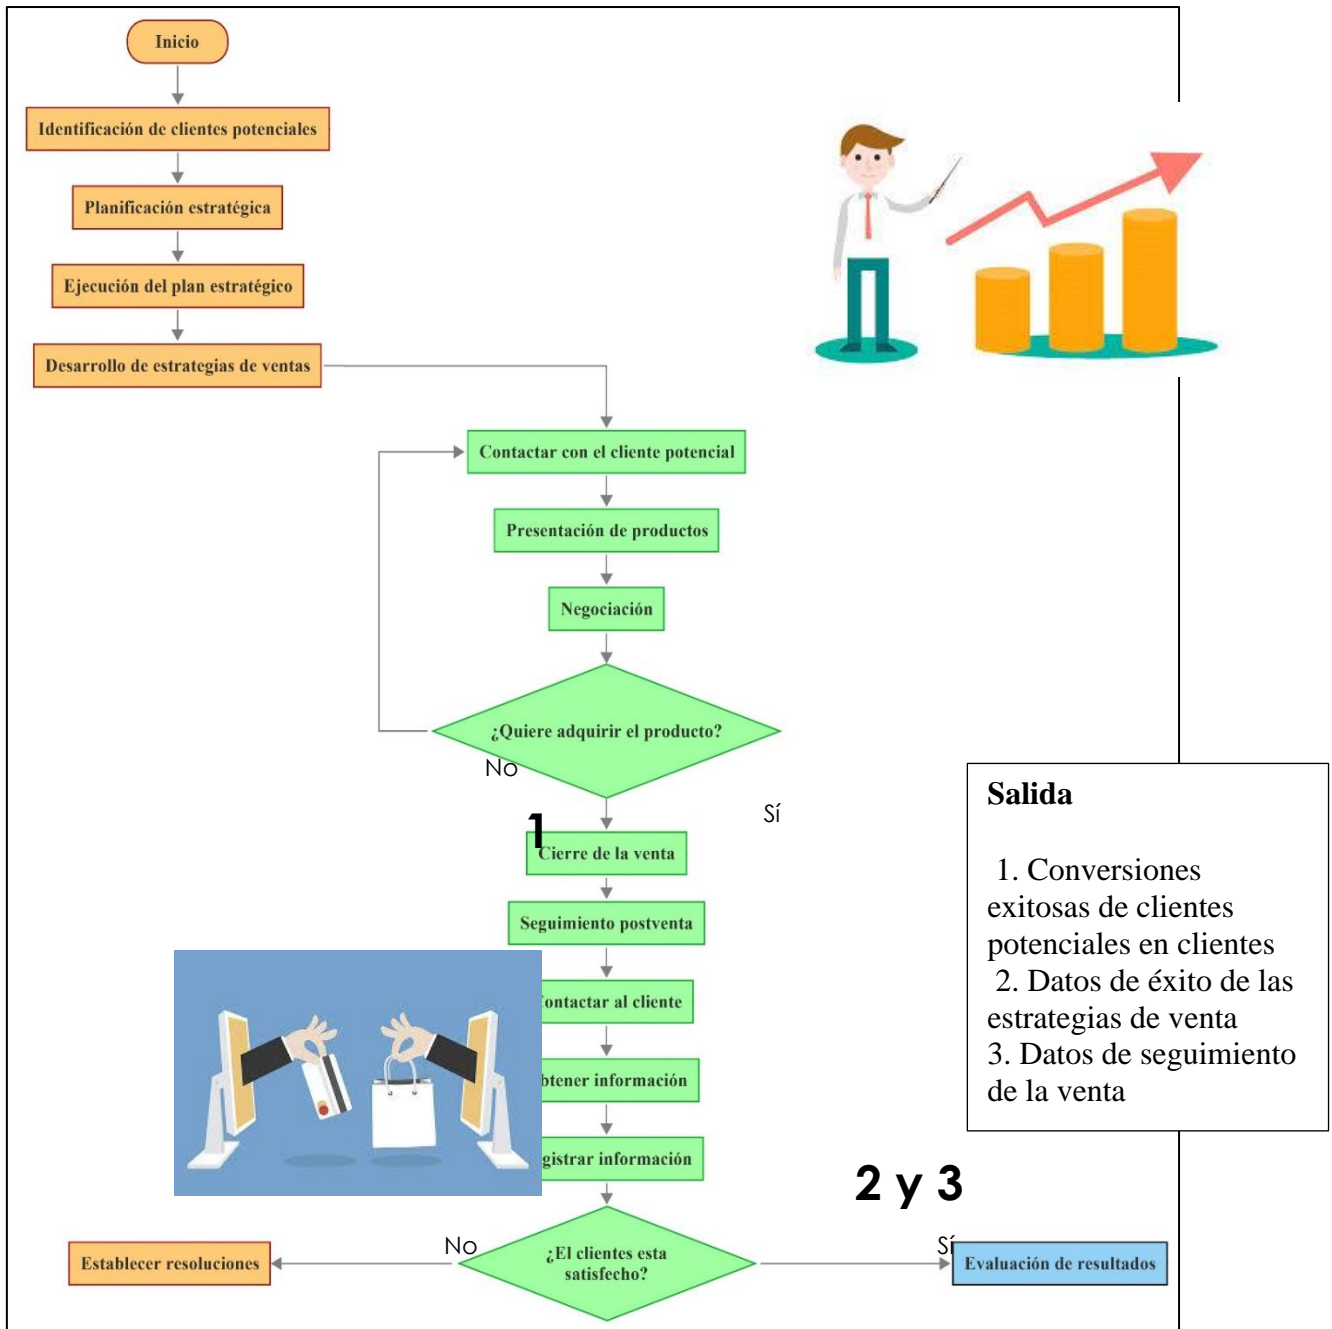 Inicio
Identificación de clientes potenciales
Planificación estratégica
Ejecución del plan estratégico
Desarrollo de estrategias de ventas
Contactar con el cliente potencial
Presentación de productos
Negociación
¿Quiere adquirir el producto?
No
Sí
1
Cierre de la venta
Seguimiento postventa
ontactar al cliente
btener información
gistrar información
2 y 3
¿El clientes esta
satisfecho?
No
Sí
Establecer resoluciones
Evaluación de resultados
Salida
1. Conversiones
exitosas de clientes
potenciales en clientes
2. Datos de éxito de las
estrategias de venta
3. Datos de seguimiento
de la venta